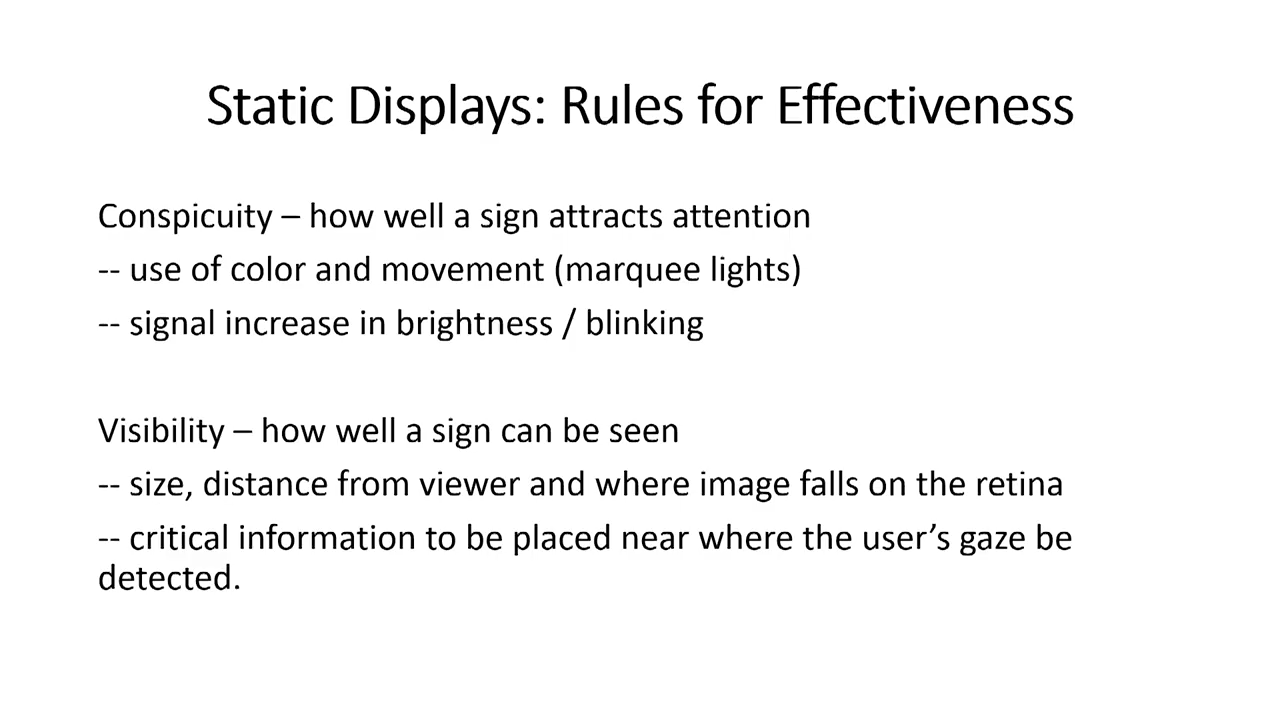 Static Displays: Rules for Effectiveness
Conspicuity – how well a sign attracts attention
-- use of color and movement (marquee lights)
-- signal increase in brightness / blinking
Visibility – how well a sign can be seen
-- size, distance from viewer and where image falls on the retina
-- critical information to be placed near where the user’s gaze be
detected.